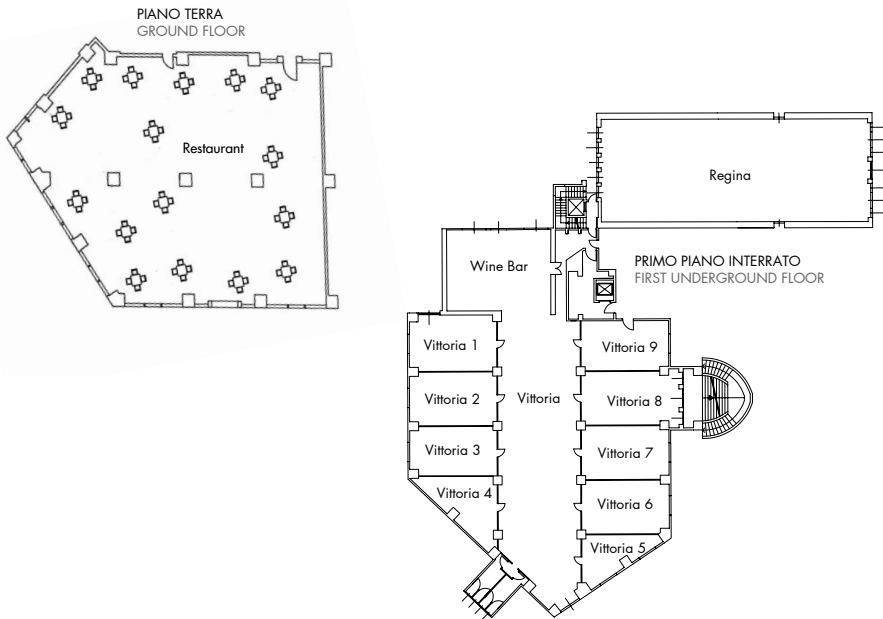 PIANO TERRA
GROUND FLOOR
Restaurant
Regina
PRIMO PIANO INTERRATO
FIRST UNDERGROUND FLOOR
Wine Bar
Vittoria 1
Vittoria 9
Vittoria 2
Vittoria
Vittoria 8
Vittoria 3
Vittoria 7
Vittoria 4
Vittoria 6
Vittoria 5